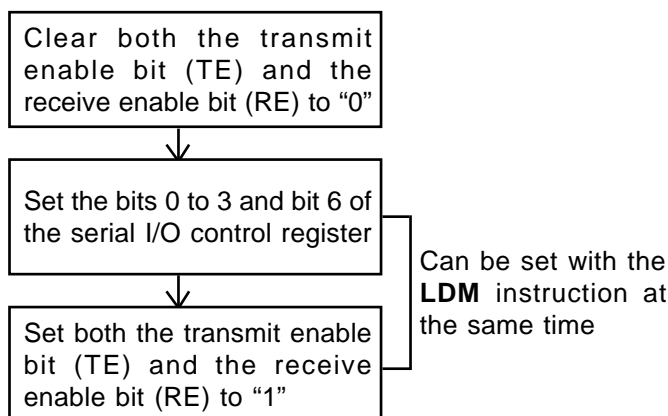 Clear both the transmit
enable bit (TE) and the
receive enable bit (RE) to “0”
Set the bits 0 to 3 and bit 6 of
the serial I/O control register
Set both the transmit enable
bit (TE) and the receive
enable bit (RE) to “1”
Can be set with the
LDM instruction at
the same time